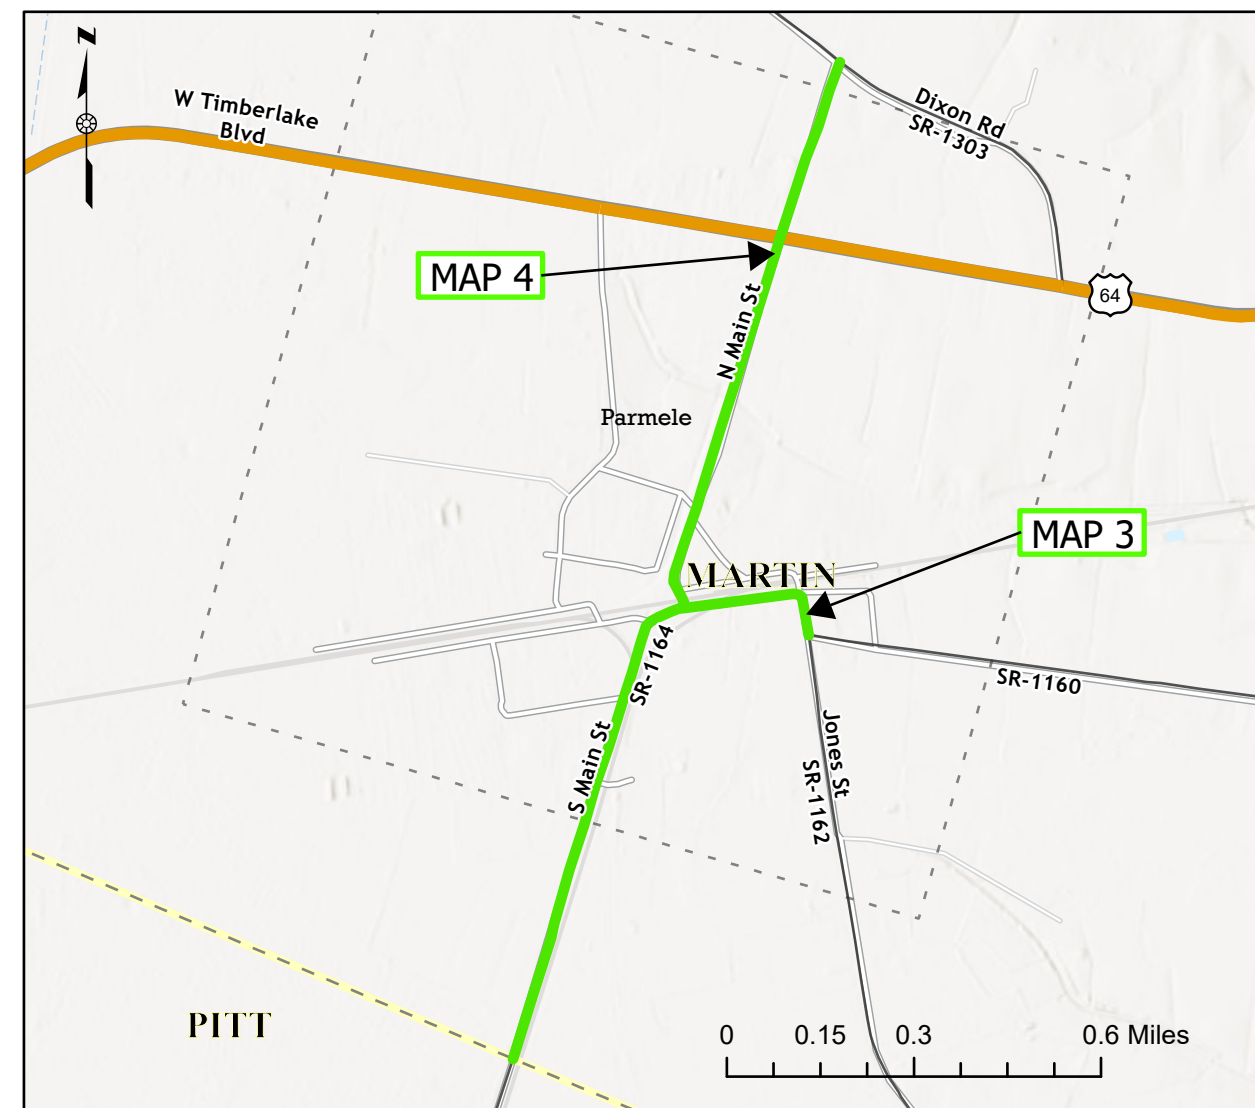 N
W Timberlake
Blvd
Dixon Rd
SR-1303
64
MAP 4
N Main St
Parmele
MAP 3
MARTIN
SR-1164
SR-1160
S Main St
Jones St
SR-1162
PITT
0 0.15 0.3 0.6 Miles